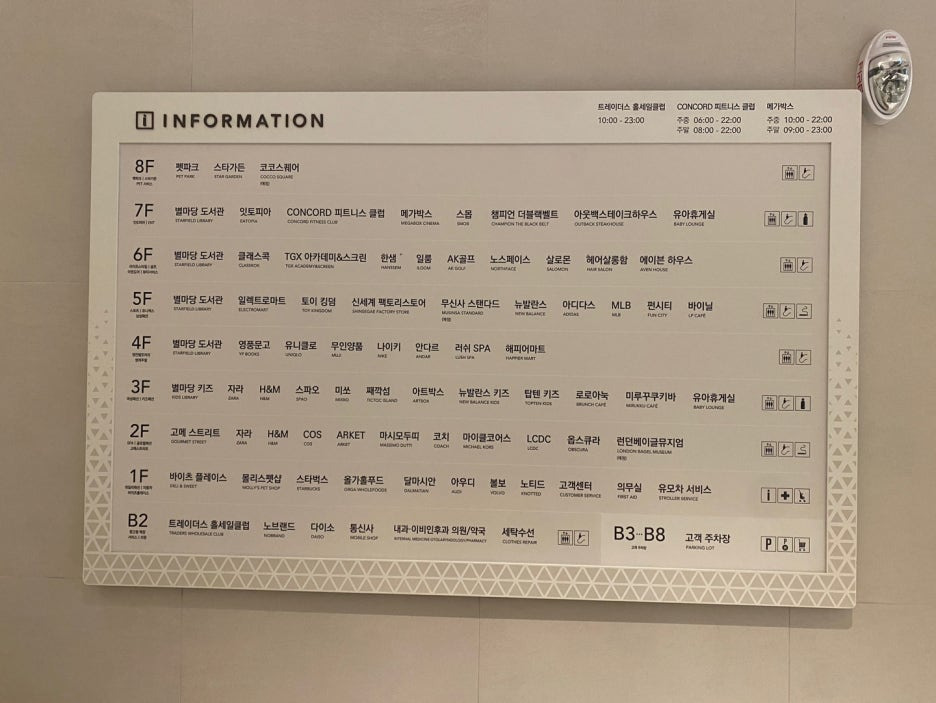 i INFORMATION
트레이더스 홀세일클럽 CONCORD 피트니스 클럽 메가박스
10:00 - 23:00 주중 06:00 - 22:00 주중 10:00 - 22:00
주말 08:00 - 22:00 주말 09:00 - 23:00
8F 펫파크 스타가든 코코스퀘어
PET PARK STAR GARDEN COCCO SQUARE
(예정)
7F 별마당 도서관 잇토피아 CONCORD 피트니스 클럽 메가박스 스몹 챔피언 더블랙벨트 아웃백스테이크하우스 유아휴게실
STARFIELD LIBRARY EATOPIA CONCORD FITNESS CLUB MEGABOX CINEMA SMOB CHAMPION THE BLACK BELT OUTBACK STEAKHOUSE BABY LOUNGE
6F 별마당 도서관 클래스콕 TGX 아카데미&스크린 한샘 일룸 AK골프 노스페이스 살로몬 헤어살롱함 에이븐 하우스
STARFIELD LIBRARY CLASSKOK TGX ACADEMY&SCREEN HANSSEM ILOOM AK GOLF NORTHFACE SALOMON HAIR SALON AVEN HOUSE
5F 별마당 도서관 일렉트로마트 토이 킹덤 신세계 팩토리스토어 무신사 스탠다드 뉴발란스 아디다스 MLB 펀시티 바이닐
STARFIELD LIBRARY ELECTROMART TOY KINGDOM SHINSEGAE FACTORY STORE MUSINSA STANDARD NEW BALANCE ADIDAS MLB FUN CITY LP CAFÉ
(예정)
4F 별마당 도서관 영풍문고 유니클로 무인양품 나이키 안다르 러쉬 SPA 해피어마트
STARFIELD LIBRARY YP BOOKS UNIQLO MUJI NIKE ANDAR LUSH SPA HAPPIER MART
3F 별마당 키즈 자라 H&M 스파오 미쏘 째깍섬 아트박스 뉴발란스 키즈 탑텐 키즈 로로아눅 미루꾸쿠키바 유아휴게실
KIDS LIBRARY ZARA H&M SPAO MIXXO TICTOC ISLAND ARTBOX NEW BALANCE KIDS TOPTEN KIDS BRUNCH CAFÉ MIRUKKU CAFÉ BABY LOUNGE
2F 고메 스트리트 자라 H&M COS ARKET 마시모두띠 코치 마이클코어스 LCDC 옵스큐라 런던베이글뮤지엄
GOURMET STREET ZARA H&M COS ARKET MASSIMO DUTTI COACH MICHAEL KORS LCDC OBSCURA LONDON BAGEL MUSEUM
(예정)
1F 바이츠 플레이스 몰리스펫샵 스타벅스 올가홀푸드 달마시안 아우디 볼보 노티드 고객센터 의무실 유모차 서비스
DELI & SWEET MOLLY'S PET SHOP STARBUCKS ORGA WHOLEFOODS DALMATIAN AUDI VOLVO KNOTTED CUSTOMER SERVICE FIRST AID STROLLER SERVICE
B2 트레이더스 홀세일클럽 노브랜드 다이소 통신사 내과·이비인후과 의원/약국 세탁수선 B3···B8 고객 주차장 P
TRADERS WHOLESALE CLUB NOBRAND DAISO MOBILE SHOP INTERNAL MEDICINE·OTOLARYNGOLOGY/PHARMACY CLOTHES REPAIR 고객 주차장 PARKING LOT